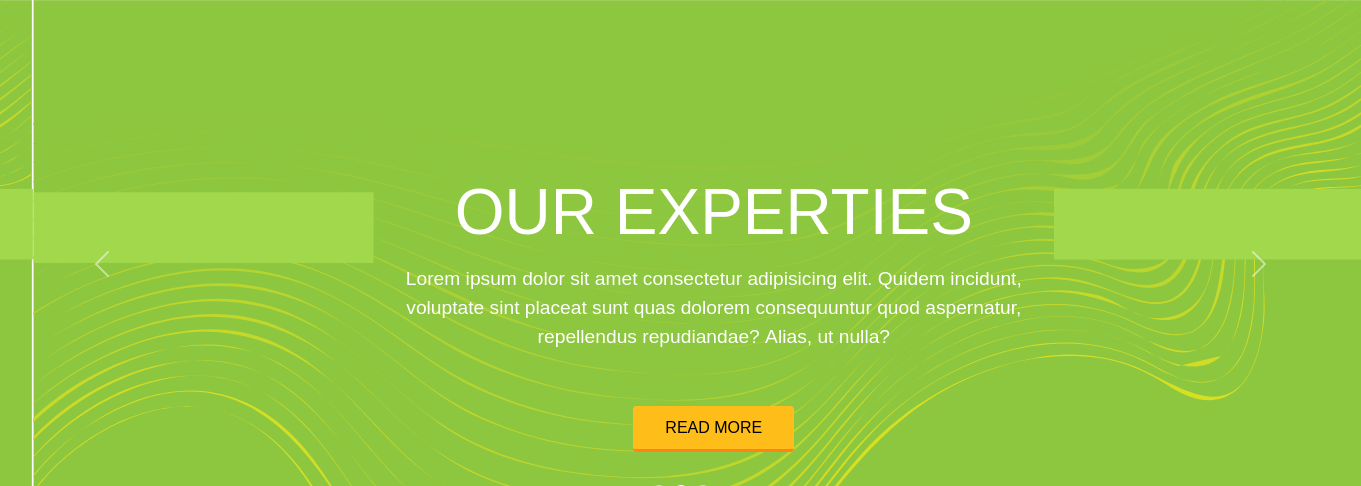 OUR EXPERTIES
Lorem ipsum dolor sit amet consectetur adipisicing elit. Quidem incidunt,
voluptate sint placeat sunt quas dolorem consequuntur quod aspernatur,
repellendus repudiandae? Alias, ut nulla?
READ MORE